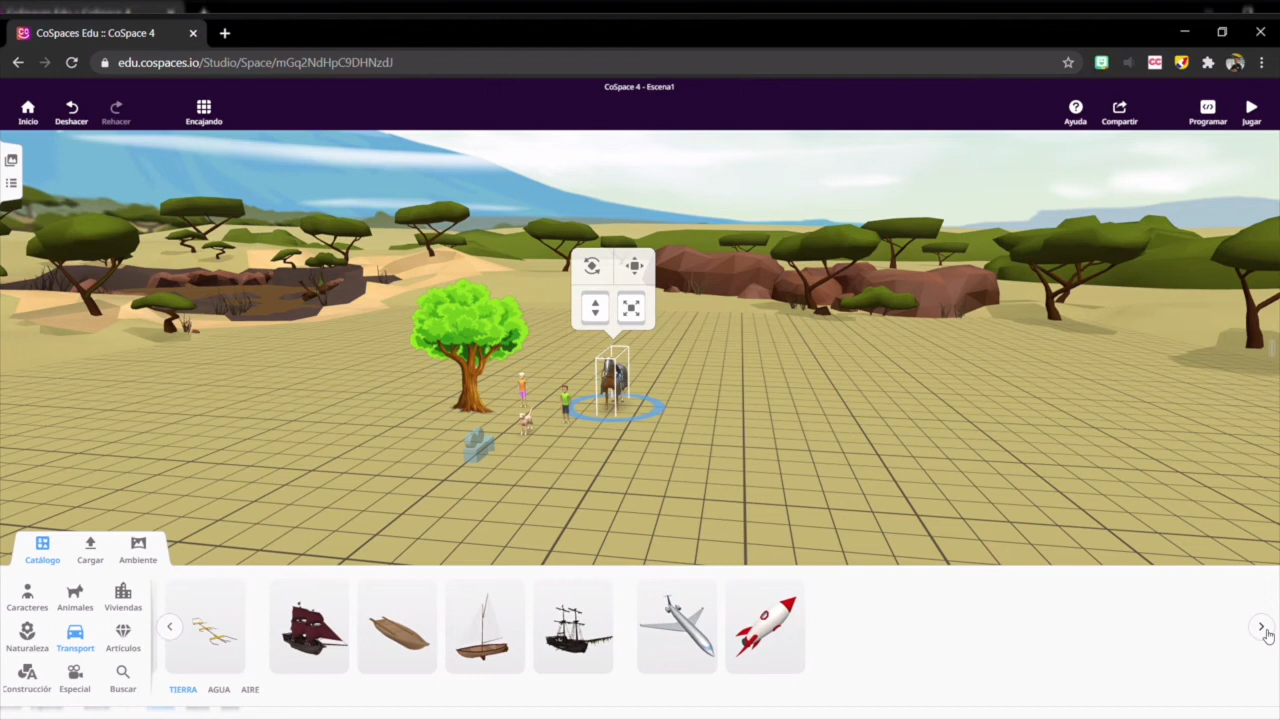 CoSpaces Edu :: CoSpace 4
edu.cospaces.io/Studio/Space/mGq2NdHpC9DHNzdJ
CoSpace 4 - Escena1
Inicio
Deshacer
Rehacer
Encajando
Ayuda
Compartir
Programar
Jugar
Catálogo
Cargar
Ambiente
Caracteres
Animales
Viviendas
Naturaleza
Transport
Artículos
Construcción
Especial
Buscar
TIERRA
AGUA
AIRE